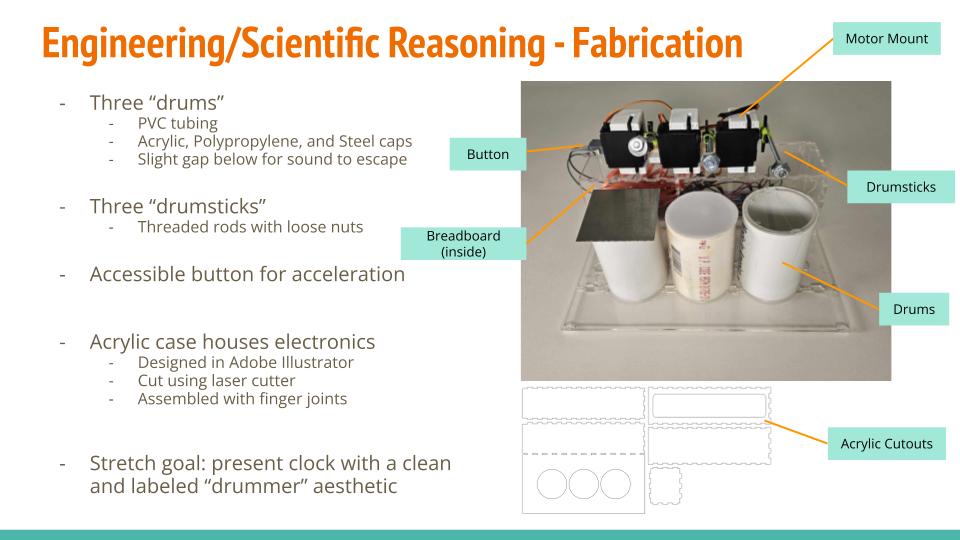 Engineering/Scientific Reasoning - Fabrication
Motor Mount
- Three “drums”
- PVC tubing
- Acrylic, Polypropylene, and Steel caps
- Slight gap below for sound to escape
Button
Drumsticks
- Three “drumsticks”
- Threaded rods with loose nuts
Breadboard
(inside)
- Accessible button for acceleration
Drums
- Acrylic case houses electronics
- Designed in Adobe Illustrator
- Cut using laser cutter
- Assembled with finger joints
Acrylic Cutouts
- Stretch goal: present clock with a clean
and labeled “drummer” aesthetic